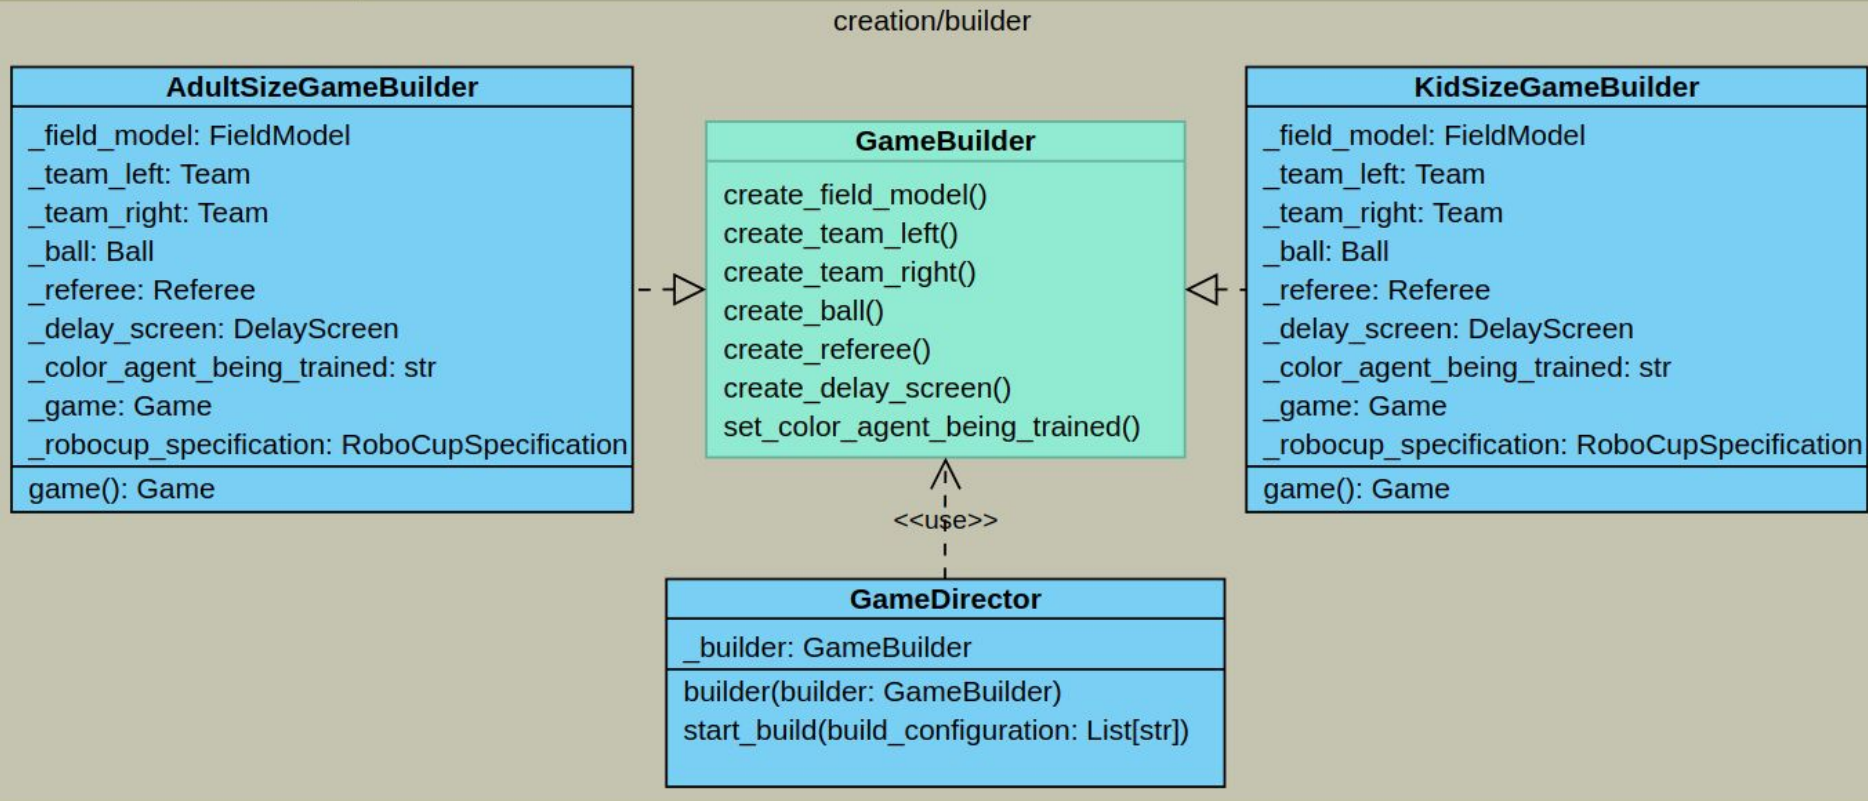 creation/builder
AdultSizeGameBuilder
_field_model: FieldModel
_team_left: Team
_team_right: Team
_ball: Ball
_referee: Referee
_delay_screen: DelayScreen
_color_agent_being_trained: str
_game: Game
_robocup_specification: RoboCupSpecification
game(): Game
GameBuilder
create_field_model()
create_team_left()
create_team_right()
create_ball()
create_referee()
create_delay_screen()
set_color_agent_being_trained()
KidSizeGameBuilder
_field_model: FieldModel
_team_left: Team
_team_right: Team
_ball: Ball
_referee: Referee
_delay_screen: DelayScreen
_color_agent_being_trained: str
_game: Game
_robocup_specification: RoboCupSpecification
game(): Game
<<use>>
GameDirector
_builder: GameBuilder
builder(builder: GameBuilder)
start_build(build_configuration: List[str])